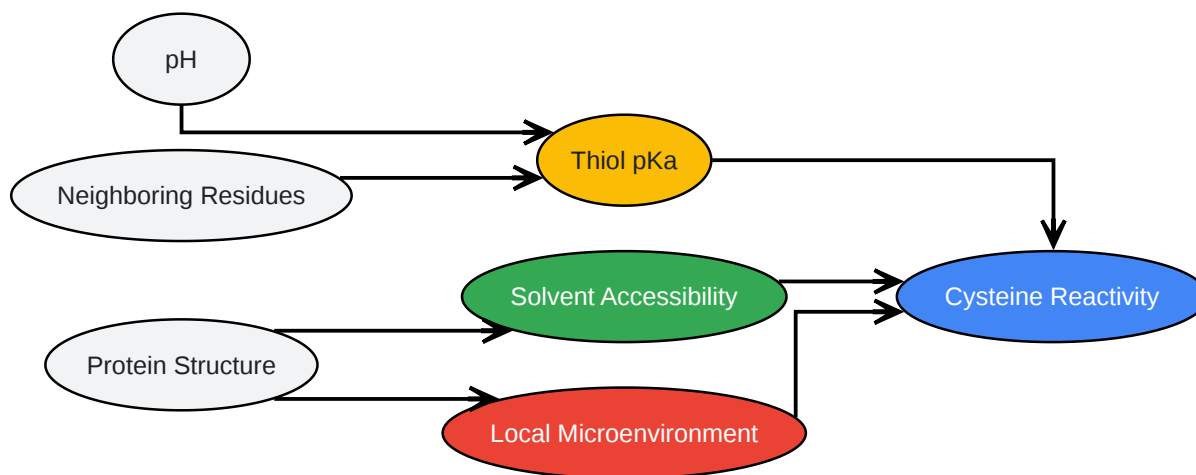 pH
Neighboring Residues
Thiol pKa
Solvent Accessibility
Cysteine Reactivity
Protein Structure
Local Microenvironment